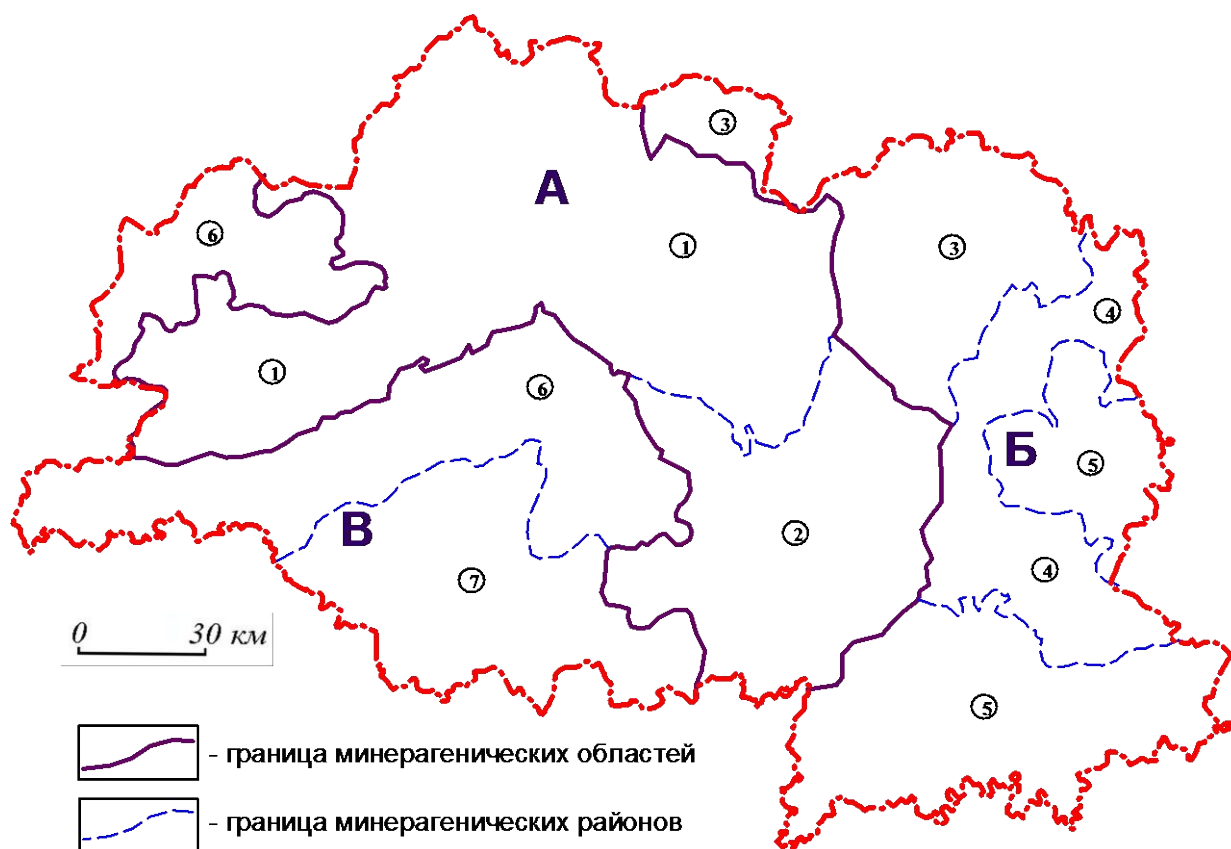 3
А
6
1
3
4
1
6
Б
5
В
2
7
4
0 30 км
5
- граница минерагенических областей
- граница минерагенических районов